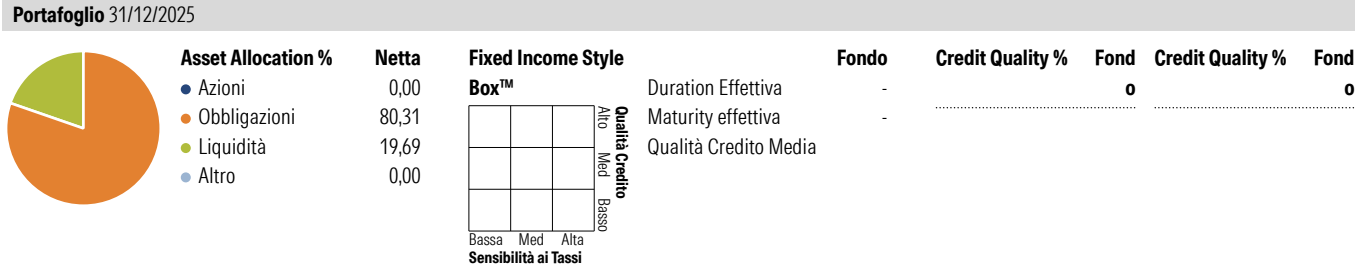 Portafoglio 31/12/2025
Asset Allocation % Netta
Azioni 0,00
Obbligazioni 80,31
Liquidità 19,69
Altro 0,00
Fixed Income Style
Box™
Alto Med Basso
Qualità Credito
Bassa Med Alta
Sensibilità ai Tassi
Fondo
Duration Effettiva -
Maturity effettiva -
Qualità Credito Media
Credit Quality % Fond Credit Quality % Fond
o o